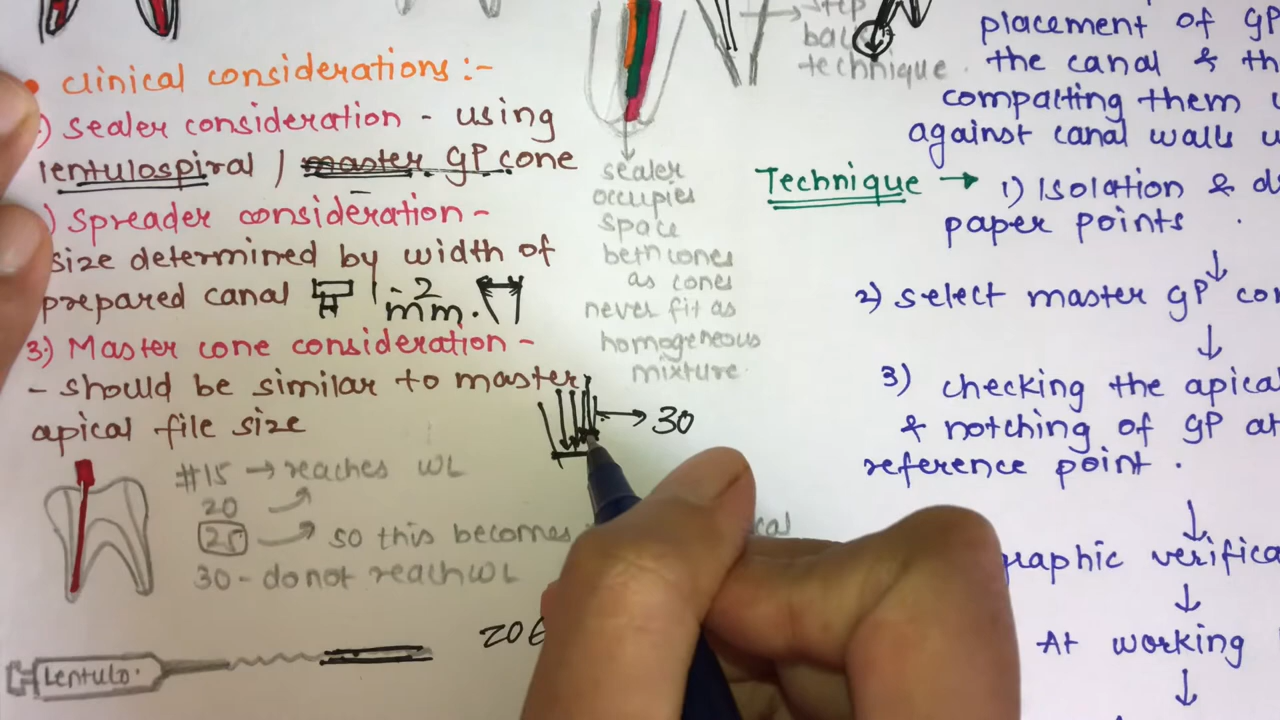 • Clinical considerations :-
) Sealer consideration - using
lentulospiral / master GP cone
) Spreader consideration -
size determined by width of
prepared canal 1-2 mm.
3.) Master cone consideration -
- should be similar to master
apical file size
30
#15 → reaches WL
20
25 → so this becomes
30 - do not reach WL
Lentulo.
ZOE
step
back
technique.
sealer
occupies
space
betn cones
as cones
never fit as
homogeneous
mixture
placement of GP
the canal & th
compacting them
against canal walls
Technique → 1) Isolation & d
paper points
↓
2) select master GP co
↓
3) checking the apical
& notching of GP at
reference point.
↓
graphic verifica
↓
At working
↓